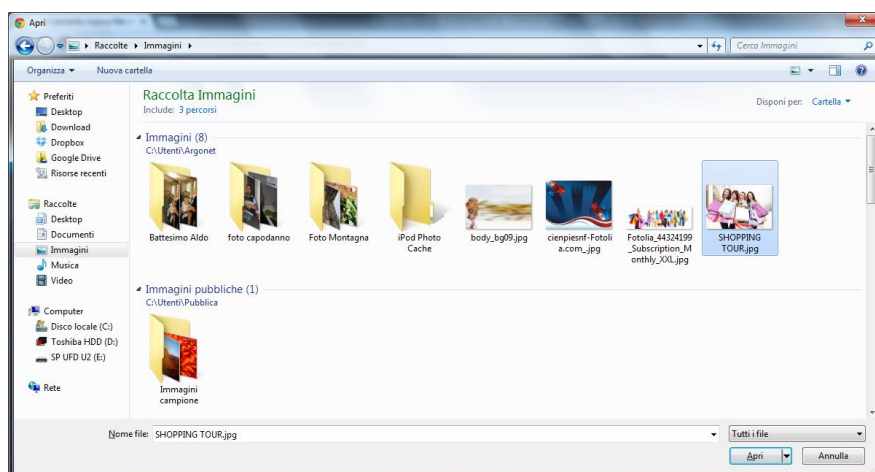 Apri
Raccolte Immagini
Cerca Immagini
Organizza Nuova cartella
Preferiti
Desktop
Download
Dropbox
Google Drive
Risorse recenti
Raccolte
Desktop
Documenti
Immagini
Musica
Video
Computer
Disco locale (C:)
Toshiba HDD (D:)
SP UFD U2 (E:)
Rete
Raccolta Immagini
Include: 3 percorsi
Disponi per: Cartella
Immagini (8)
C:\Utenti\Argonet
Battesimo Aldo
foto capodanno
Foto Montagna
iPod Photo
Cache
body_bg09.jpg
cienpiesnf-Fotoli
a.com_.jpg
Fotolia_44324199
_Subscription_M
onthly_XXL.jpg
SHOPPING
TOUR.jpg
Immagini pubbliche (1)
C:\Utenti\Pubblica
Immagini
campione
Nome file: SHOPPING TOUR.jpg
Tutti i file
Apri
Annulla